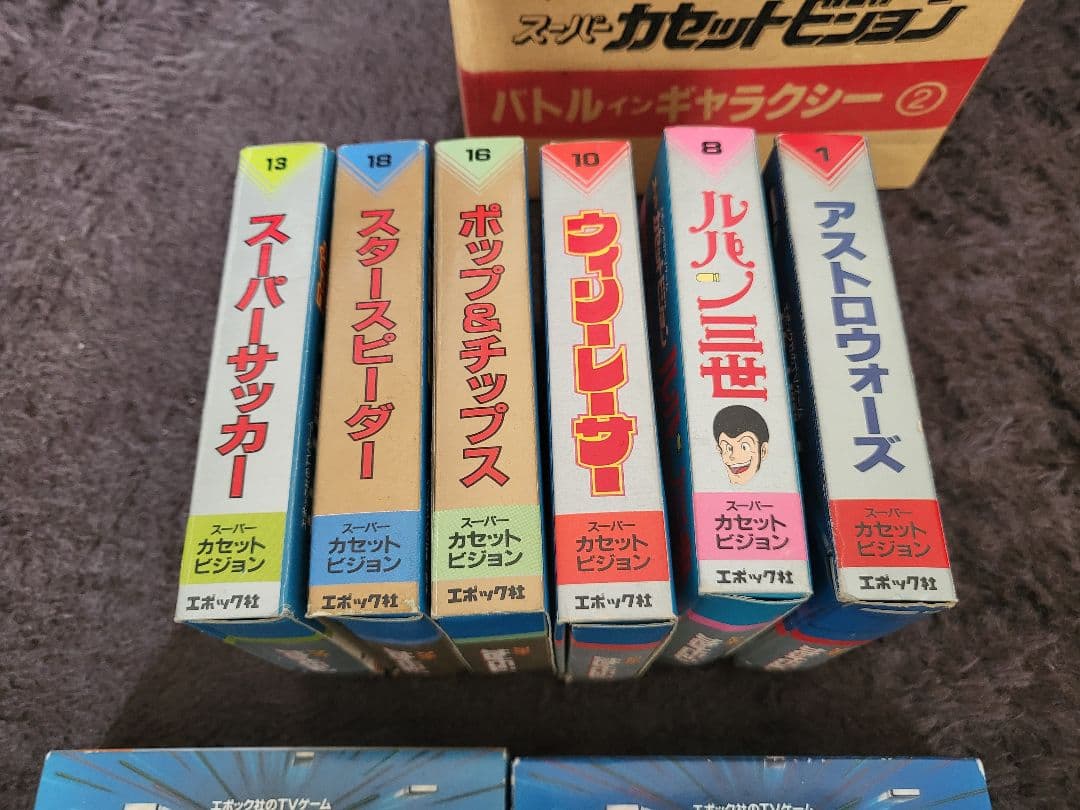 スーパー カセットビジョン
バトルインギャラクシー ②
13
スーパーサッカー
スーパー
カセット
ビジョン
18
スタースピーダー
スーパー
カセット
ビジョン
エポック社
16
ポップ&チップス
スーパー
カセット
ビジョン
エポック社
10
ウィリーレーサー
スーパー
カセット
ビジョン
エポック社
8
ルパン三世
スーパー
カセット
ビジョン
エポック社
1
アストロウォーズ
スーパー
カセット
ビジョン
エポック社
エポック社のTVゲーム
エポック社のTVゲーム